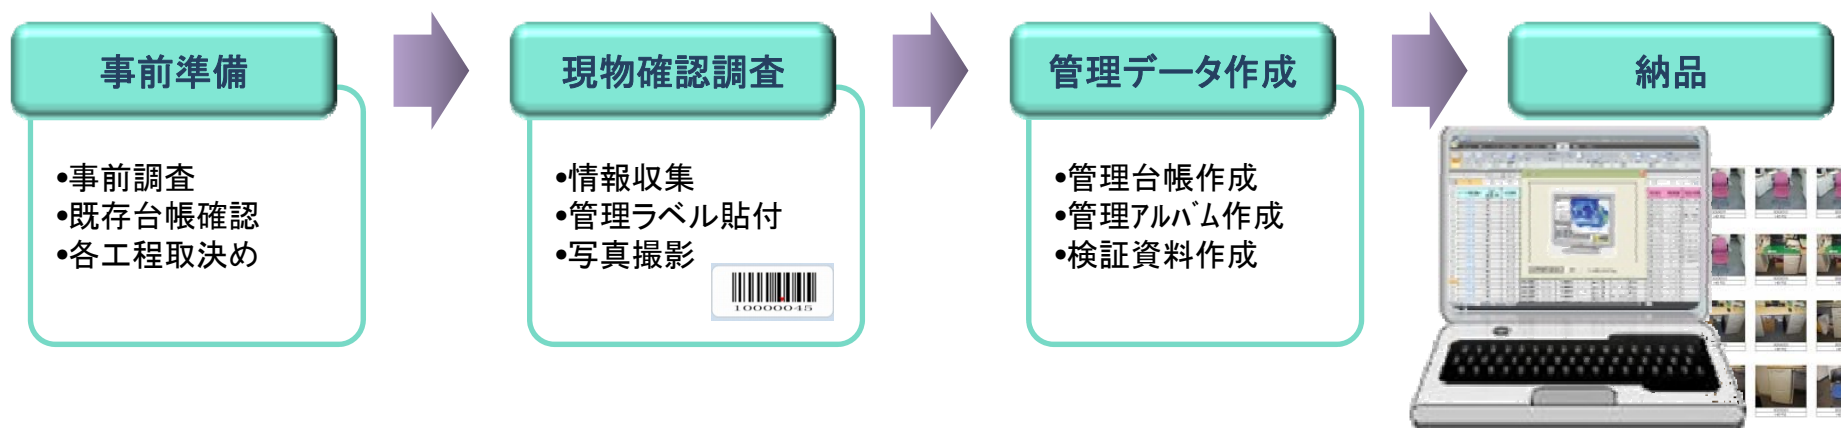 事前準備
•事前調査
•既存台帳確認
•各工程取決め
現物確認調査
•情報収集
•管理ラベル貼付
•写真撮影
10000045
管理データ作成
•管理台帳作成
•管理ｱﾙﾊﾞﾑ作成
•検証資料作成
納品